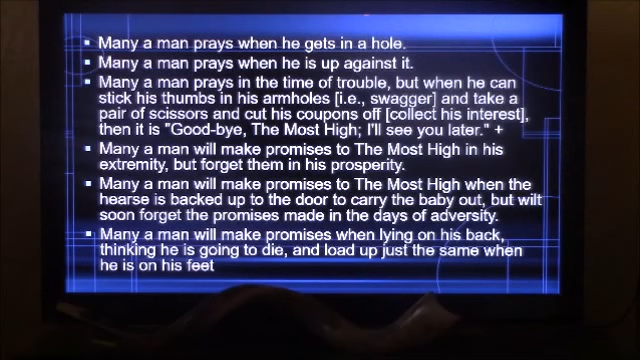 Many a man prays when he gets in a hole.
Many a man prays when he is up against it.
Many a man prays in the time of trouble, but when he can
stick his thumbs in his armholes [i.e., swagger] and take a
pair of scissors and cut his coupons off [collect his interest],
then it is "Good-bye, The Most High; I'll see you later." +
Many a man will make promises to The Most High in his
extremity, but forget them in his prosperity.
Many a man will make promises to The Most High when the
hearse is backed up to the door to carry the baby out, but wilt
soon forget the promises made in the days of adversity.
Many a man will make promises when lying on his back,
thinking he is going to die, and load up just the same when
he is on his feet